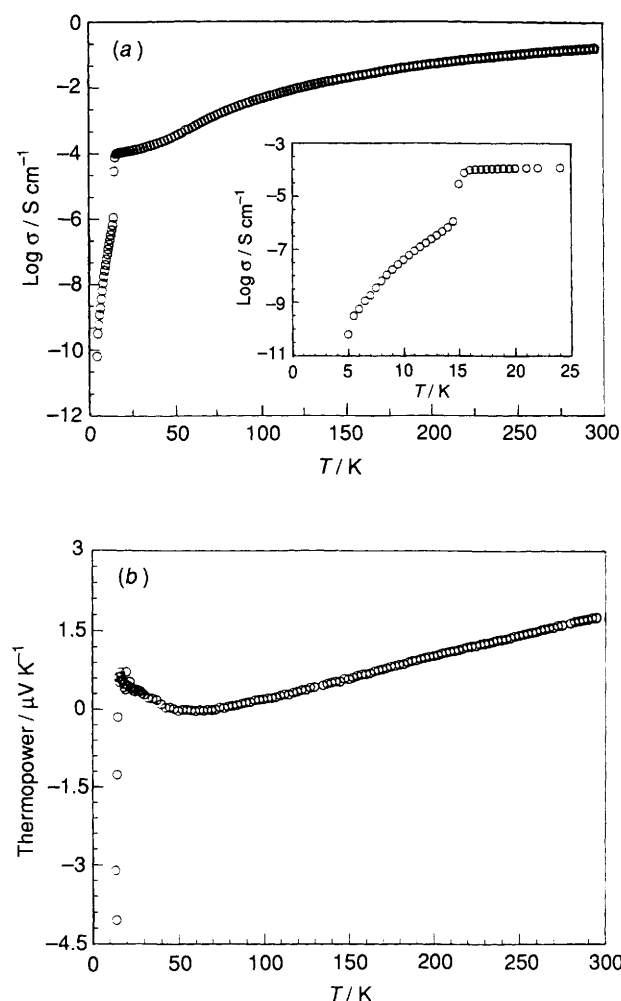 (a)
0
−2
−4
−6
−8
−10
−12
Log σ / S cm⁻¹
0 50 100 150 200 250 300
T / K
−3
−5
−7
−9
−11
Log σ / S cm⁻¹
0 5 10 15 20 25
T / K
(b)
3
1.5
0
−1.5
−3
−4.5
Thermopower / μV K⁻¹
0 50 100 150 200 250 300
T / K